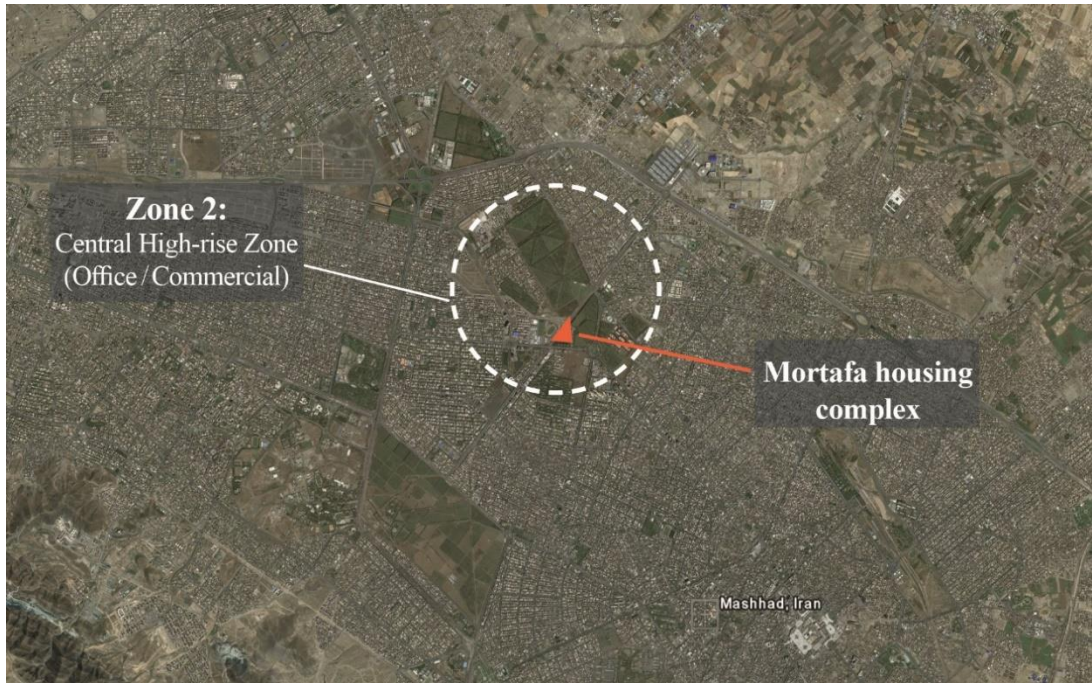 Zone 2:
Central High-rise Zone
(Office / Commercial)
Mortafa housing
complex
Mashhad, Iran